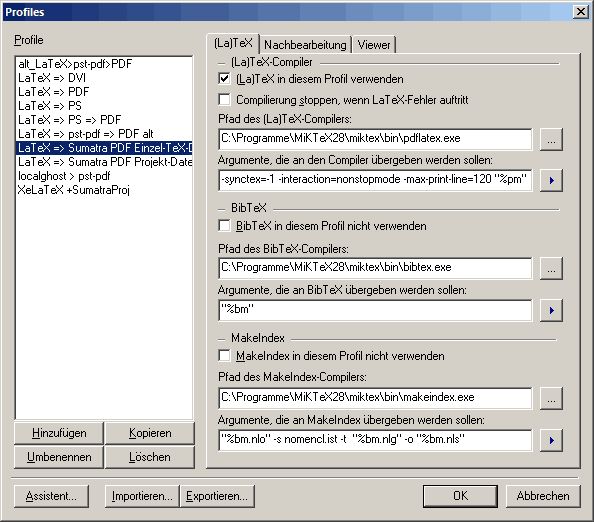 Profiles
Profile
alt_LaTeX>pst-pdf>PDF
LaTeX => DVI
LaTeX => PDF
LaTeX => PS
LaTeX => PS => PDF
LaTeX => pst-pdf => PDF alt
LaTeX => Sumatra PDF Einzel-TeX-D
LaTeX => Sumatra PDF Projekt-Date
localghost > pst-pdf
XeLaTeX +SumatraProj
Hinzufügen
Kopieren
Umbenennen
Löschen
(La)TeX
Nachbearbeitung
Viewer
(La)TeX-Compiler
(La)TeX in diesem Profil verwenden
Compilierung stoppen, wenn LaTeX-Fehler auftritt
Pfad des (La)TeX-Compilers:
C:\Programme\MiKTeX28\miktex\bin\pdflatex.exe
...
Argumente, die an den Compiler übergeben werden sollen:
-synctex=-1 -interaction=nonstopmode -max-print-line=120 "%pm"
BibTeX
BibTeX in diesem Profil nicht verwenden
Pfad des BibTeX-Compilers:
C:\Programme\MiKTeX28\miktex\bin\bibtex.exe
...
Argumente, die an BibTeX übergeben werden sollen:
"%bm"
MakeIndex
MakeIndex in diesem Profil nicht verwenden
Pfad des MakeIndex-Compilers:
C:\Programme\MiKTeX28\miktex\bin\makeindex.exe
...
Argumente, die an MakeIndex übergeben werden sollen:
"%bm.nlo" -s nomencl.ist -t  "%bm.nlg" -o "%bm.nls"
Assistent...
Importieren...
Exportieren...
OK
Abbrechen